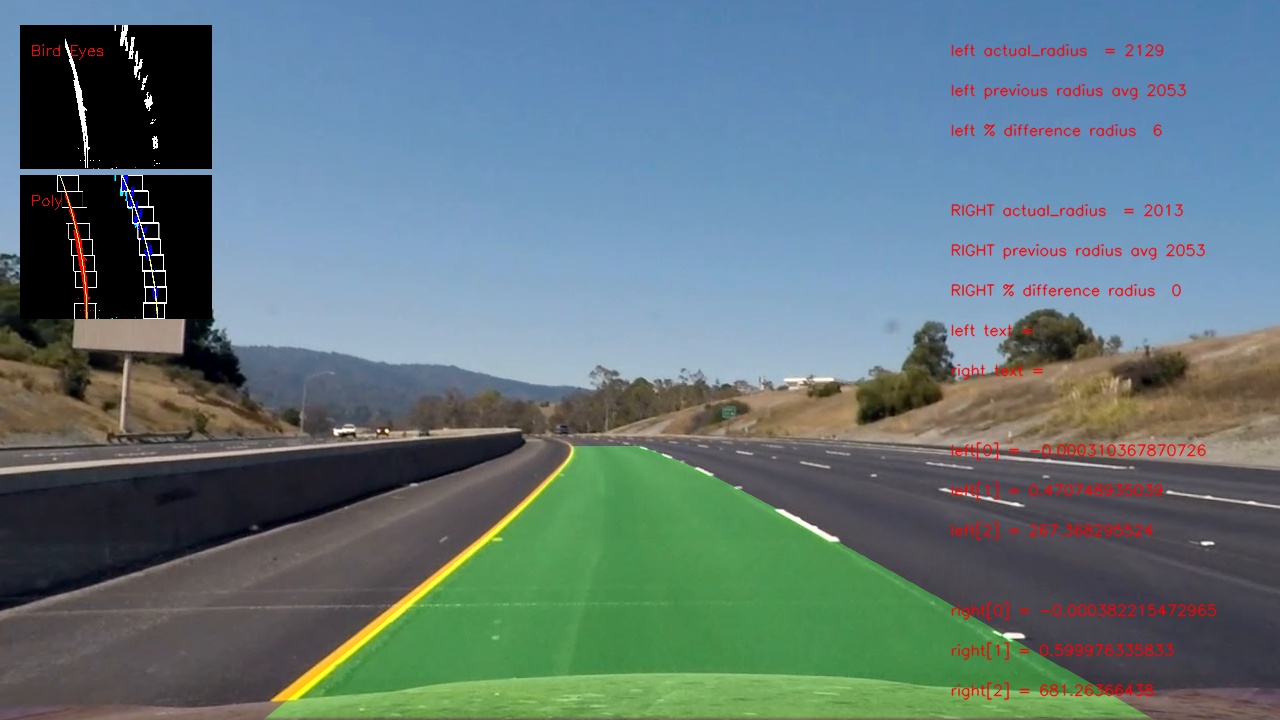 Bird Eyes
Poly
left actual_radius = 2129
left previous radius avg 2053
left % difference radius 6
RIGHT actual_radius = 2013
RIGHT previous radius avg 2053
RIGHT % difference radius 0
left text =
right text =
left[0] = -0.000310367870726
left[1] = 0.470748935039
left[2] = 267.368295524
right[0] = -0.000382215472965
right[1] = 0.599976335833
right[2] = 681.26366438